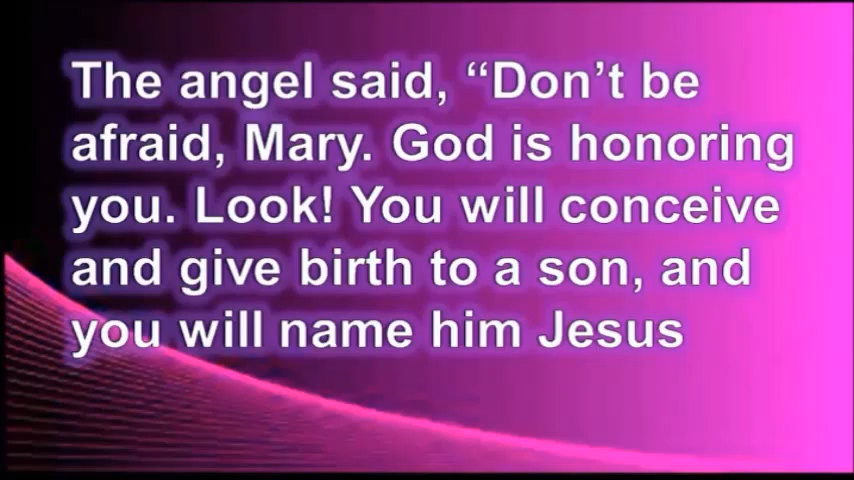 The angel said, “Don’t be
afraid, Mary. God is honoring
you. Look! You will conceive
and give birth to a son, and
you will name him Jesus